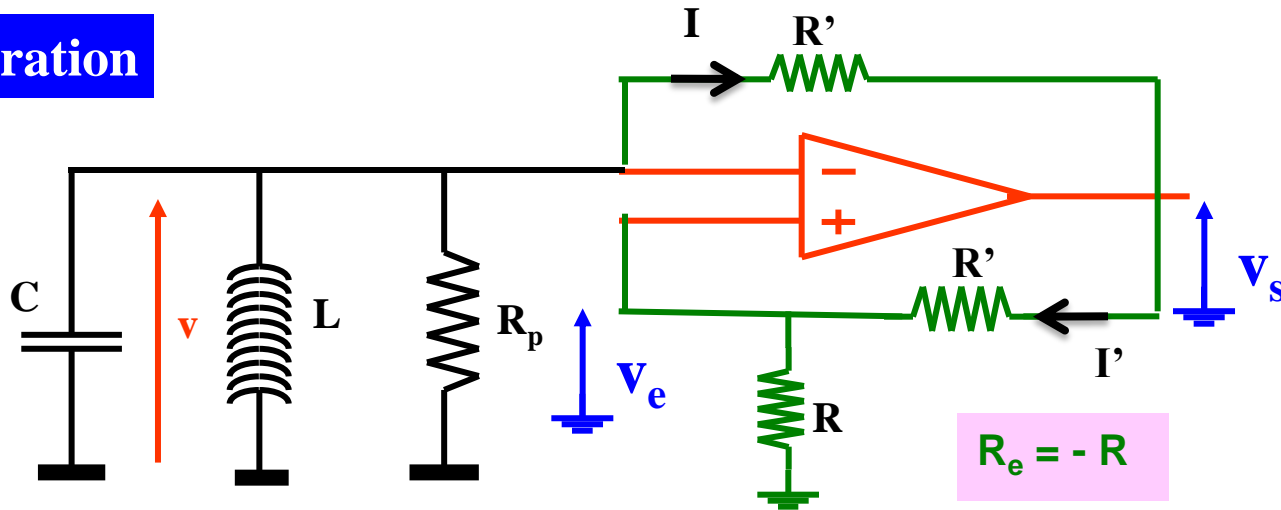 ration
I
R’
−
+
C
v
L
Rp
ve
R’
I’
R
vs
Re = - R